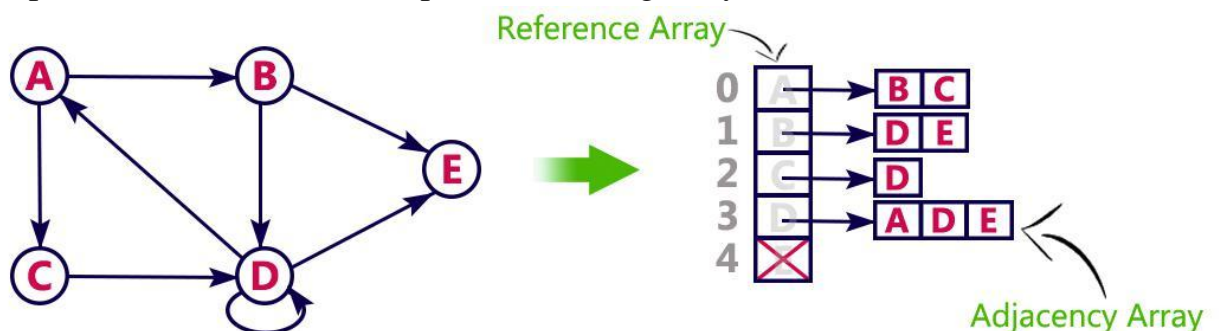 Reference Array
A
B
E
C
D
0 A B C
1 B D E
2 C D
3 D A D E
4 E
Adjacency Array